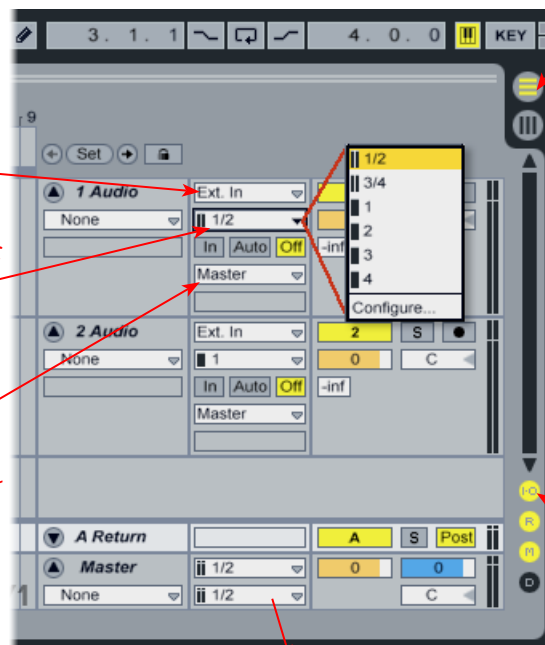 3. 1. 1
4. 0. 0
KEY
9
Set
1 Audio
Ext. In
None
1/2
In Auto Off
-inf
Master
1/2
3/4
1
2
3
4
Configure...
2 Audio
Ext. In
2 S
None
1
0 C
In Auto Off
-inf
Master
A Return
A S Post
Master
1/2
0 0
None
1/2
C
/1
I-O
R
M
D